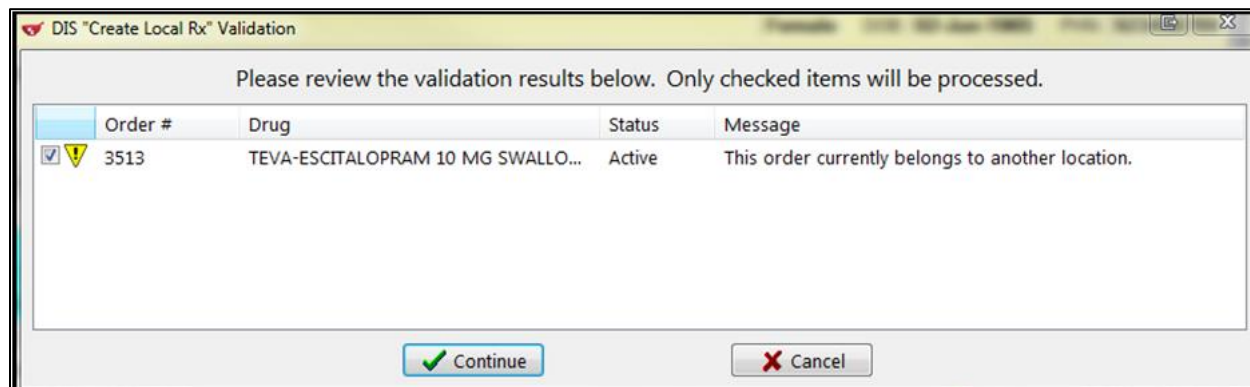 DIS "Create Local Rx" Validation
Please review the validation results below. Only checked items will be processed.
Order # Drug Status Message
3513 TEVA-ESCITALOPRAM 10 MG SWALLO... Active This order currently belongs to another location.
Continue Cancel